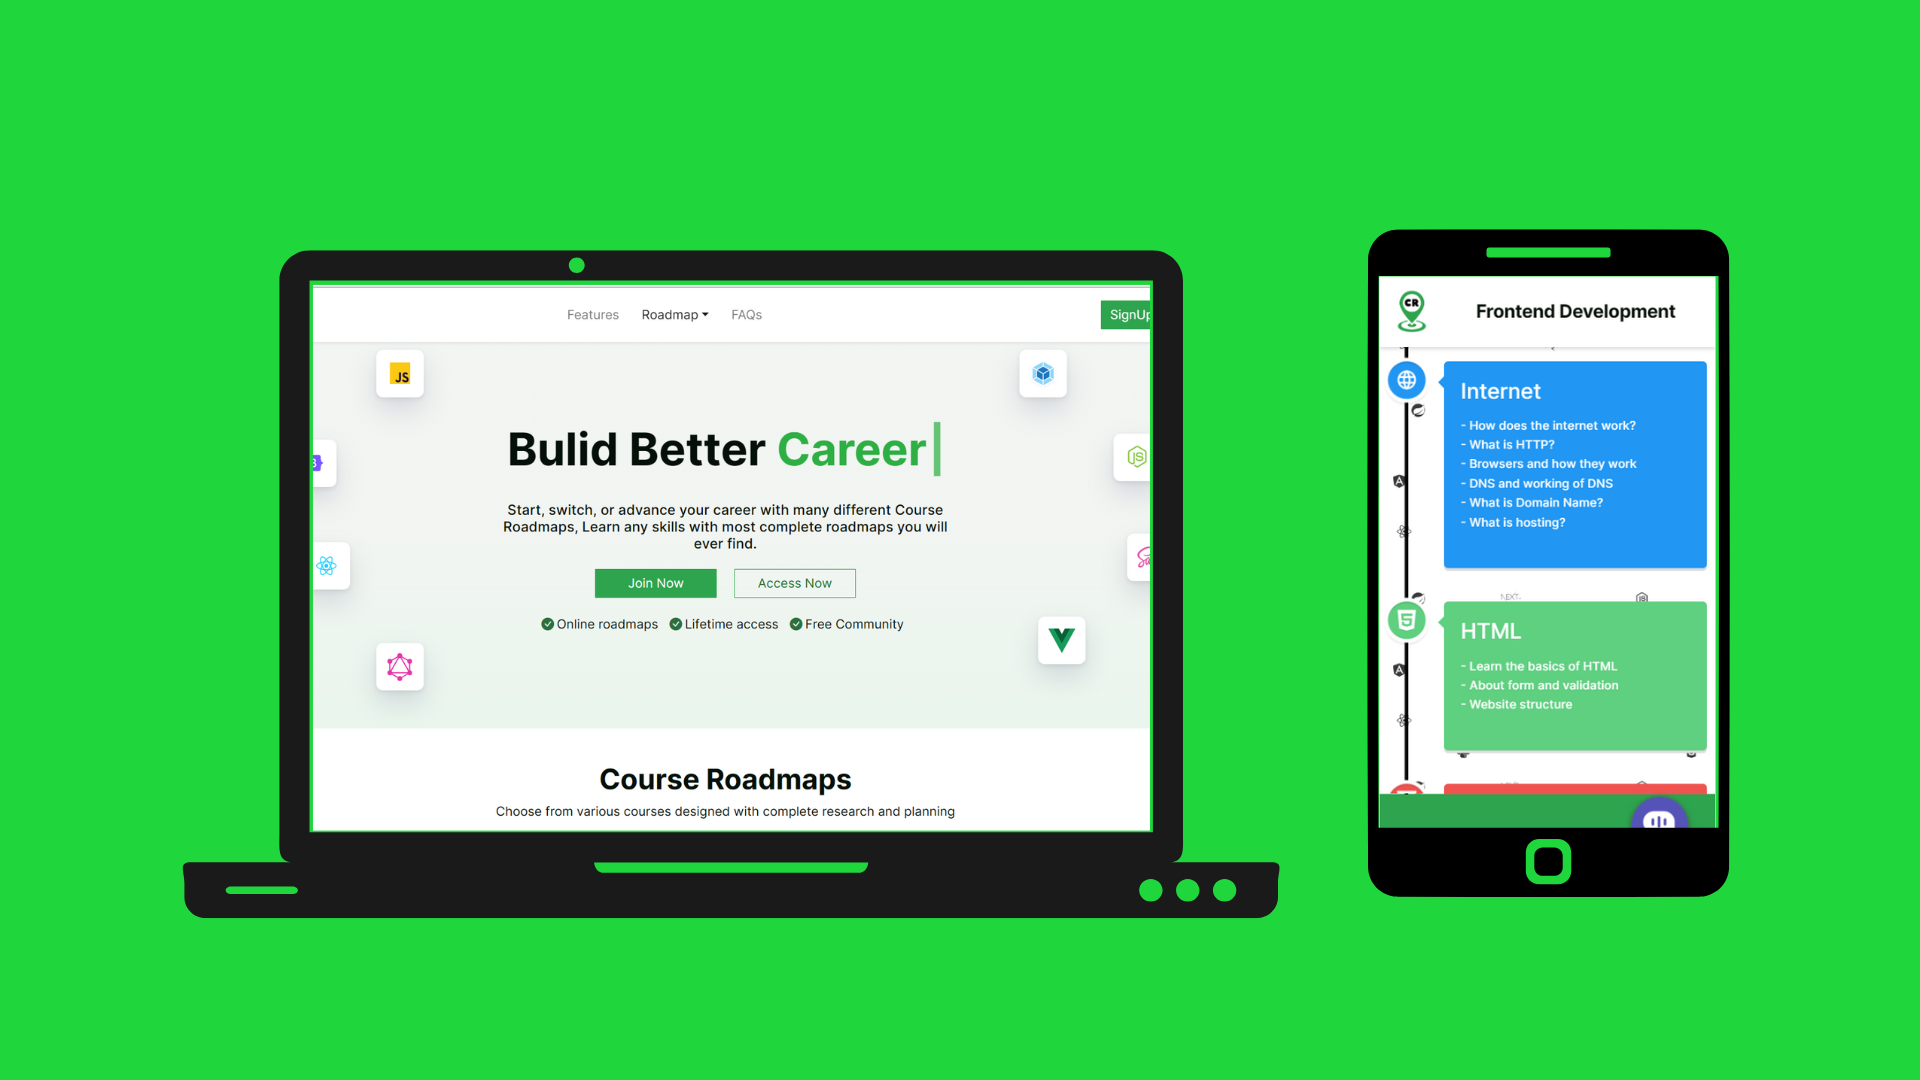 Features Roadmap FAQs
SignUp
JS
Bulid Better Career
JS
Start, switch, or advance your career with many different Course
Roadmaps, Learn any skills with most complete roadmaps you will
ever find.
Join Now Access Now
Online roadmaps Lifetime access Free Community
Course Roadmaps
Choose from various courses designed with complete research and planning
CR
Frontend Development
Internet
- How does the internet work?
- What is HTTP?
- Browsers and how they work
- DNS and working of DNS
- What is Domain Name?
- What is hosting?
NEXT.
HTML
- Learn the basics of HTML
- About form and validation
- Website structure